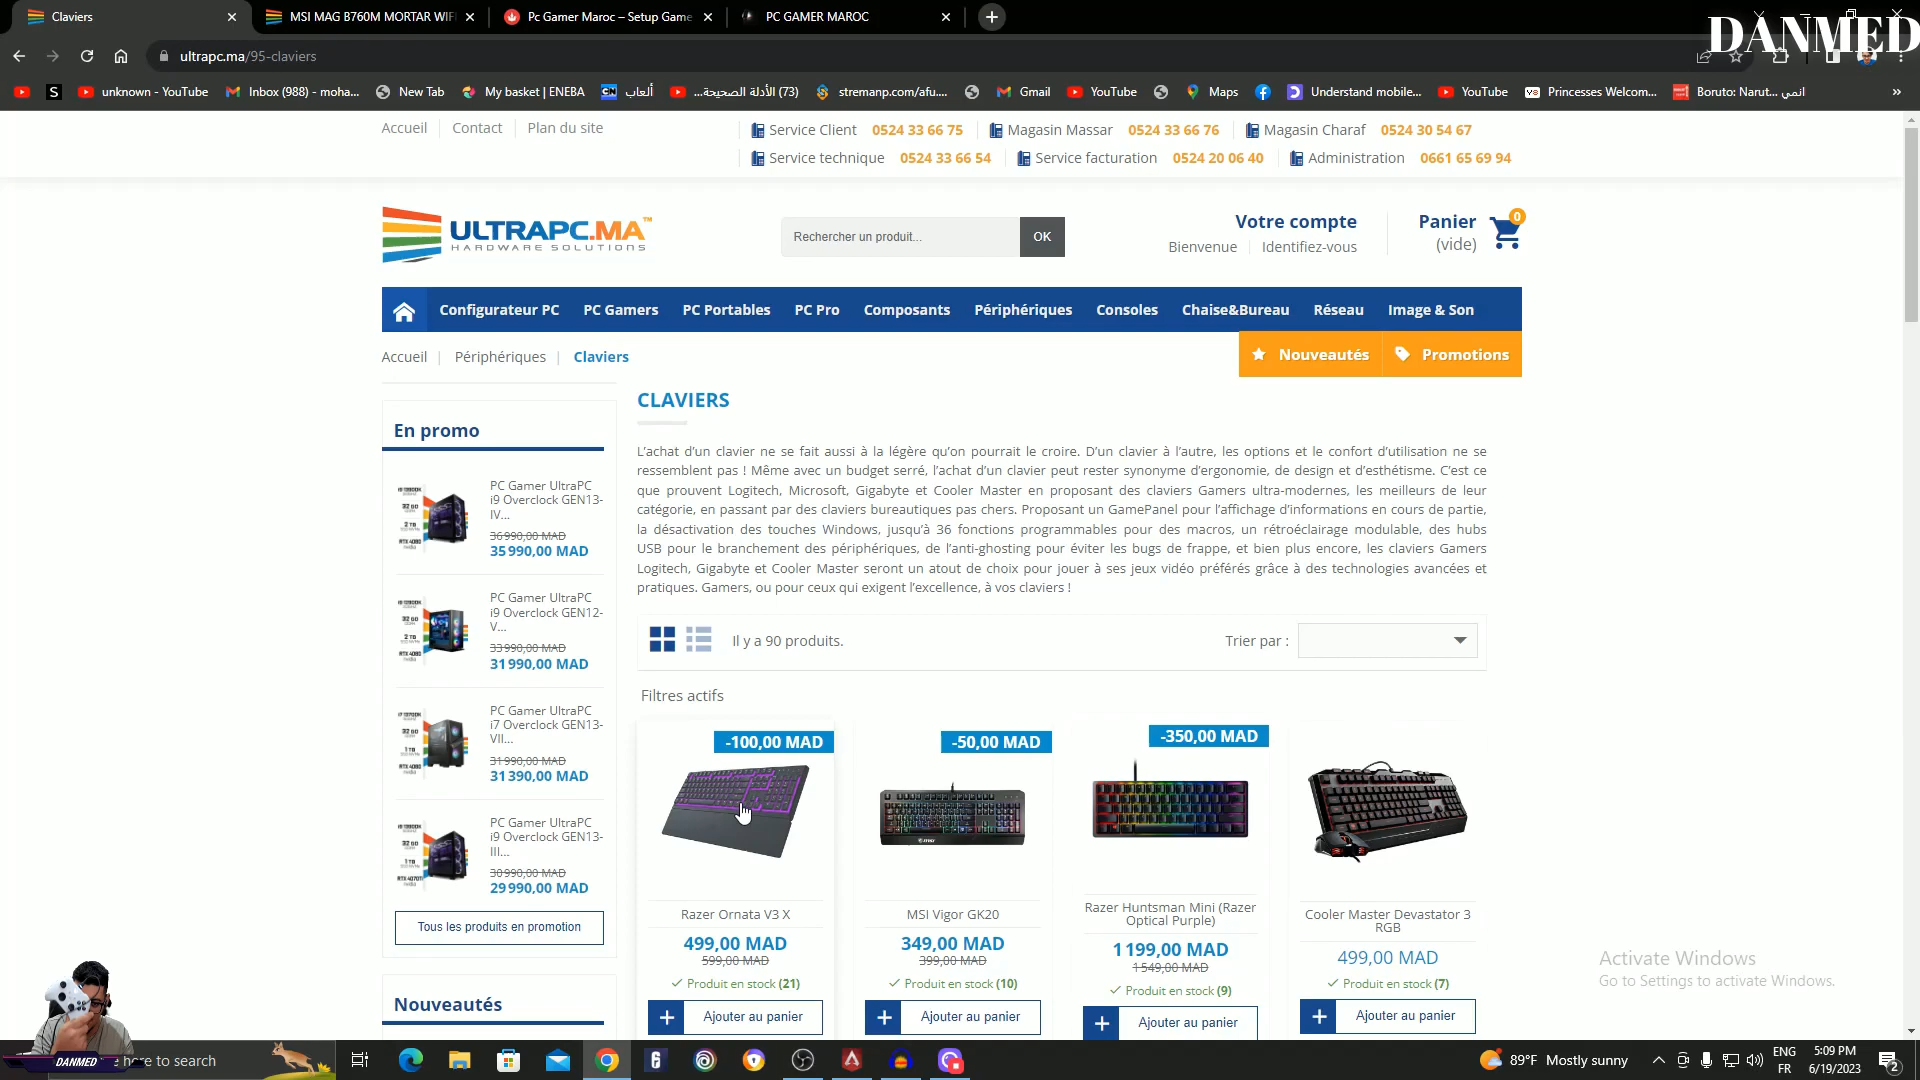 Claviers
MSI MAG B760M MORTAR WIFI
Pc Gamer Maroc – Setup Game
PC GAMER MAROC
DANMED
ultrapc.ma/95-claviers
unknown - YouTube
Inbox (988) - moha...
New Tab
My basket | ENEBA
ألعاب
(73) الأدلة الصحيحة...
stremanp.com/afu...
Gmail
YouTube
Maps
Understand mobile...
YouTube
Princesses Welcom...
Boruto: Narut... انمي
Accueil
Contact
Plan du site
Service Client 0524 33 66 75
Magasin Massar 0524 33 66 76
Magasin Charaf 0524 30 54 67
Service technique 0524 33 66 54
Service facturation 0524 20 06 40
Administration 0661 65 69 94
ULTRAPC.MA™
HARDWARE SOLUTIONS
Rechercher un produit...
OK
Votre compte
Bienvenue
Identifiez-vous
Panier
(vide)
0
Configurateur PC
PC Gamers
PC Portables
PC Pro
Composants
Périphériques
Consoles
Chaise&Bureau
Réseau
Image & Son
Accueil | Périphériques | Claviers
Nouveautés
Promotions
En promo
PC Gamer UltraPC
i9 Overclock GEN13-
IV...
36 990,00 MAD
35 990,00 MAD
PC Gamer UltraPC
i9 Overclock GEN12-
V...
33 990,00 MAD
31 990,00 MAD
PC Gamer UltraPC
i7 Overclock GEN13-
VII...
31 990,00 MAD
31 390,00 MAD
PC Gamer UltraPC
i9 Overclock GEN13-
III...
30 990,00 MAD
29 990,00 MAD
Tous les produits en promotion
Nouveautés
CLAVIERS
L'achat d'un clavier ne se fait aussi à la légère qu'on pourrait le croire. D'un clavier à l'autre, les options et le confort d'utilisation ne se
ressemblent pas ! Même avec un budget serré, l'achat d'un clavier peut rester synonyme d'ergonomie, de design et d'esthétisme. C'est ce
que prouvent Logitech, Microsoft, Gigabyte et Cooler Master en proposant des claviers Gamers ultra-modernes, les meilleurs de leur
catégorie, en passant par des claviers bureautiques pas chers. Proposant un GamePanel pour l'affichage d'informations en cours de partie,
la désactivation des touches Windows, jusqu'à 36 fonctions programmables pour des macros, un rétroéclairage modulable, des hubs
USB pour le branchement des périphériques, de l'anti-ghosting pour éviter les bugs de frappe, et bien plus encore, les claviers Gamers
Logitech, Gigabyte et Cooler Master seront un atout de choix pour jouer à ses jeux vidéo préférés grâce à des technologies avancées et
pratiques. Gamers, ou pour ceux qui exigent l'excellence, à vos claviers !
Il y a 90 produits.
Trier par :
Filtres actifs
-100,00 MAD
Razer Ornata V3 X
499,00 MAD
599,00 MAD
Produit en stock (21)
Ajouter au panier
-50,00 MAD
MSI Vigor GK20
349,00 MAD
399,00 MAD
Produit en stock (10)
Ajouter au panier
-350,00 MAD
Razer Huntsman Mini (Razer
Optical Purple)
1 199,00 MAD
1 549,00 MAD
Produit en stock (9)
Ajouter au panier
Cooler Master Devastator 3
RGB
499,00 MAD
Produit en stock (7)
Ajouter au panier
Activate Windows
Go to Settings to activate Windows.
DANMED
here to search
89°F Mostly sunny
ENG
FR
5:09 PM
6/19/2023
2